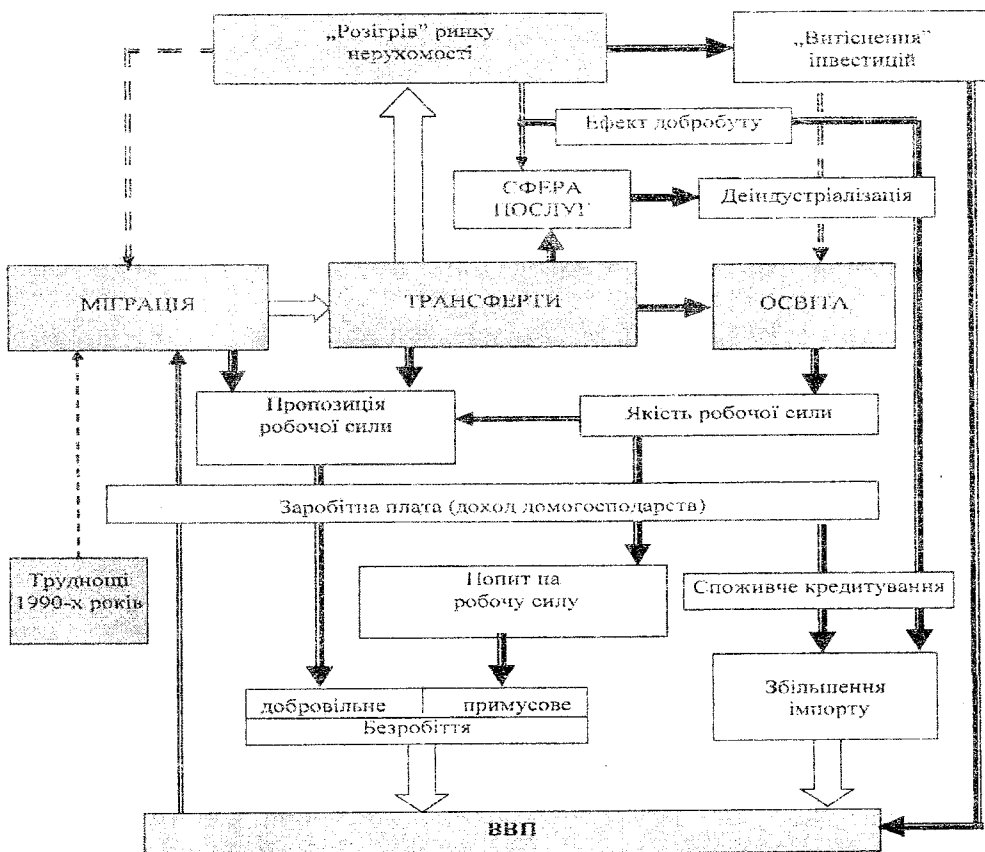 „Розігрів” ринку
нерухомості
„Витіснення”
інвестицій
Ефект добробуту
СФЕРА
ПОСЛУГ
Деіндустріалізація
МІГРАЦІЯ
ТРАНСФЕРТИ
ОСВІТА
Пропозиція
робочої сили
Якість робочої сили
Заробітна плата (доход домогосподарств)
Труднощі
1990-х років
Попит на
робочу силу
Споживче кредитування
добровільне
примусове
Безробіття
Збільшення
імпорту
ВВП